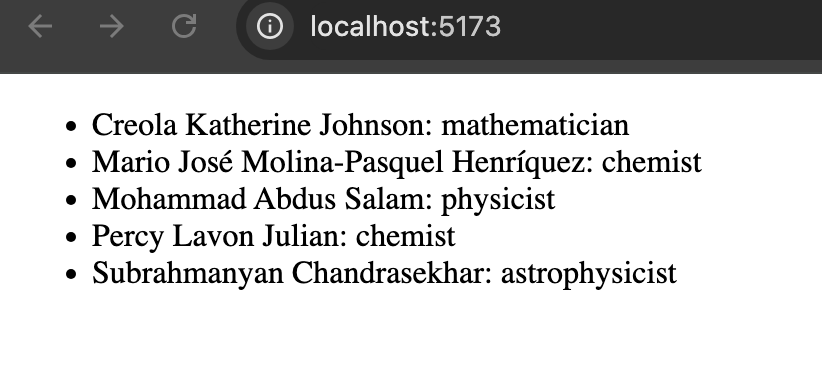 localhost:5173
Creola Katherine Johnson: mathematician
Mario José Molina-Pasquel Henríquez: chemist
Mohammad Abdus Salam: physicist
Percy Lavon Julian: chemist
Subrahmanyan Chandrasekhar: astrophysicist